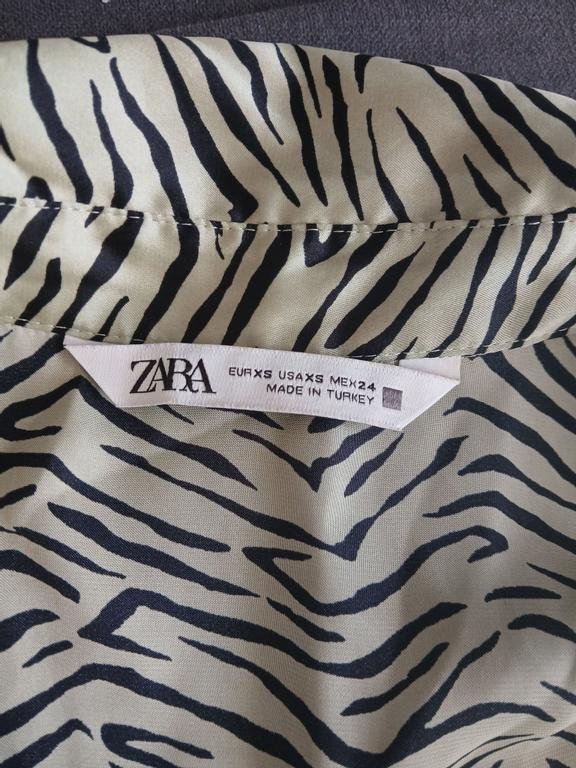 ZARA
EUR XS USA XS MEX 24
MADE IN TURKEY